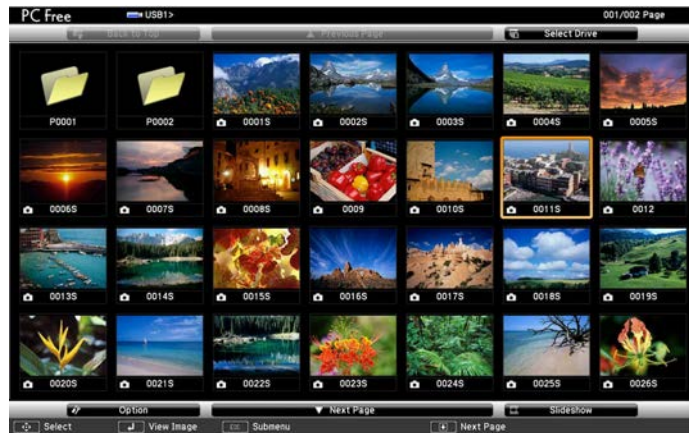 PC Free USB1> 001/002 Page
Back to Top Previous Page Select Drive
P0001 P0002 0001S 0002S 0003S 0004S 0005S
0006S 0007S 0008S 0009 0010S 0011S 0012
0013S 0014S 0015S 0016S 0017S 0018S 0019S
0020S 0021S 0022S 0023S 0024S 0025S 0026S
Option Next Page Slideshow
Select View Image Esc Submenu Next Page